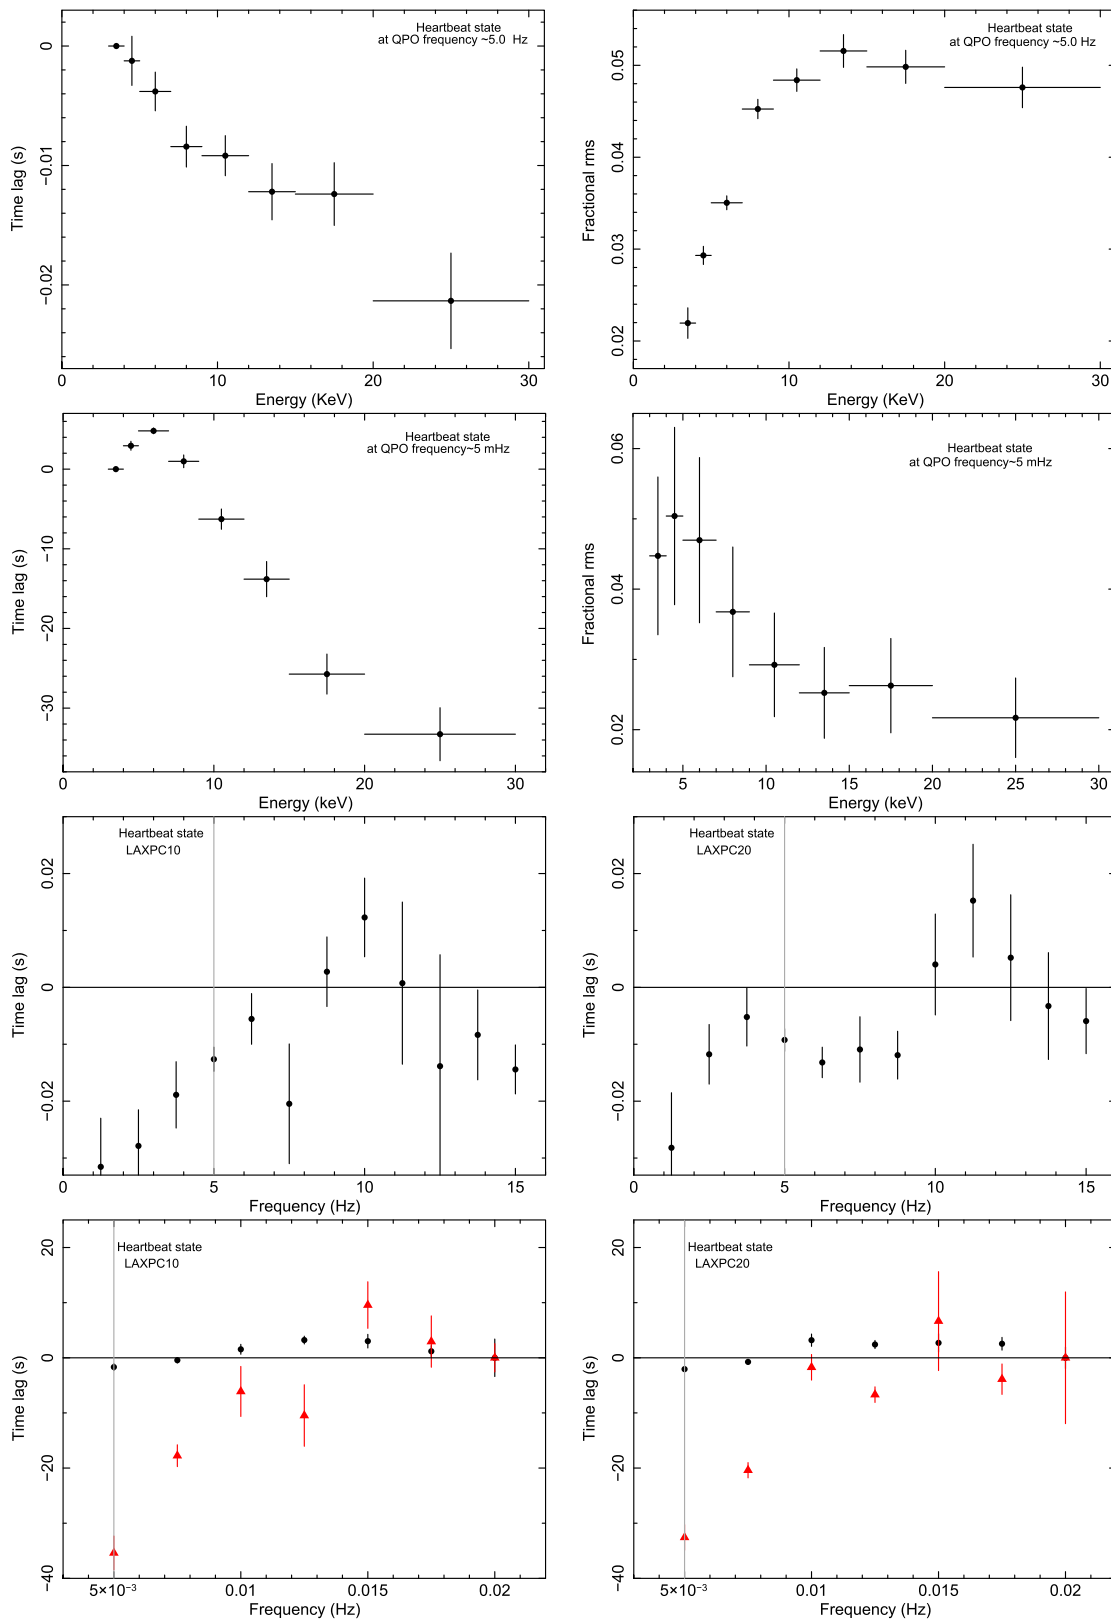 Heartbeat state
at QPO frequency ~5.0 Hz
0
−0.01
−0.02
Time lag (s)
0 10 20 30
Energy (KeV)
Heartbeat state
at QPO frequency ~5.0 Hz
0.05
0.04
0.03
0.02
Fractional rms
0 10 20 30
Energy (KeV)
Heartbeat state
at QPO frequency~5 mHz
0
−10
−20
−30
Time lag (s)
0 10 20 30
Energy (keV)
Heartbeat state
at QPO frequency~5 mHz
0.06
0.04
0.02
Fractional rms
5 10 15 20 25 30
Energy (keV)
Heartbeat state
LAXPC10
0.02
0
−0.02
Time lag (s)
0 5 10 15
Frequency (Hz)
Heartbeat state
LAXPC20
0.02
0
−0.02
Time lag (s)
0 5 10 15
Frequency (Hz)
Heartbeat state
LAXPC10
20
0
−20
−40
Time lag (s)
5×10⁻³ 0.01 0.015 0.02
Frequency (Hz)
Heartbeat state
LAXPC20
20
0
−20
−40
Time lag (s)
5×10⁻³ 0.01 0.015 0.02
Frequency (Hz)